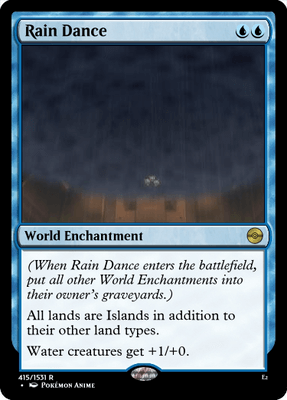 Rain Dance
World Enchantment
(When Rain Dance enters the battlefield,
put all other World Enchantments into
their owner's graveyards.)
All lands are Islands in addition to
their other land types.
Water creatures get +1/+0.
415/1531 R
• Pokémon Anime